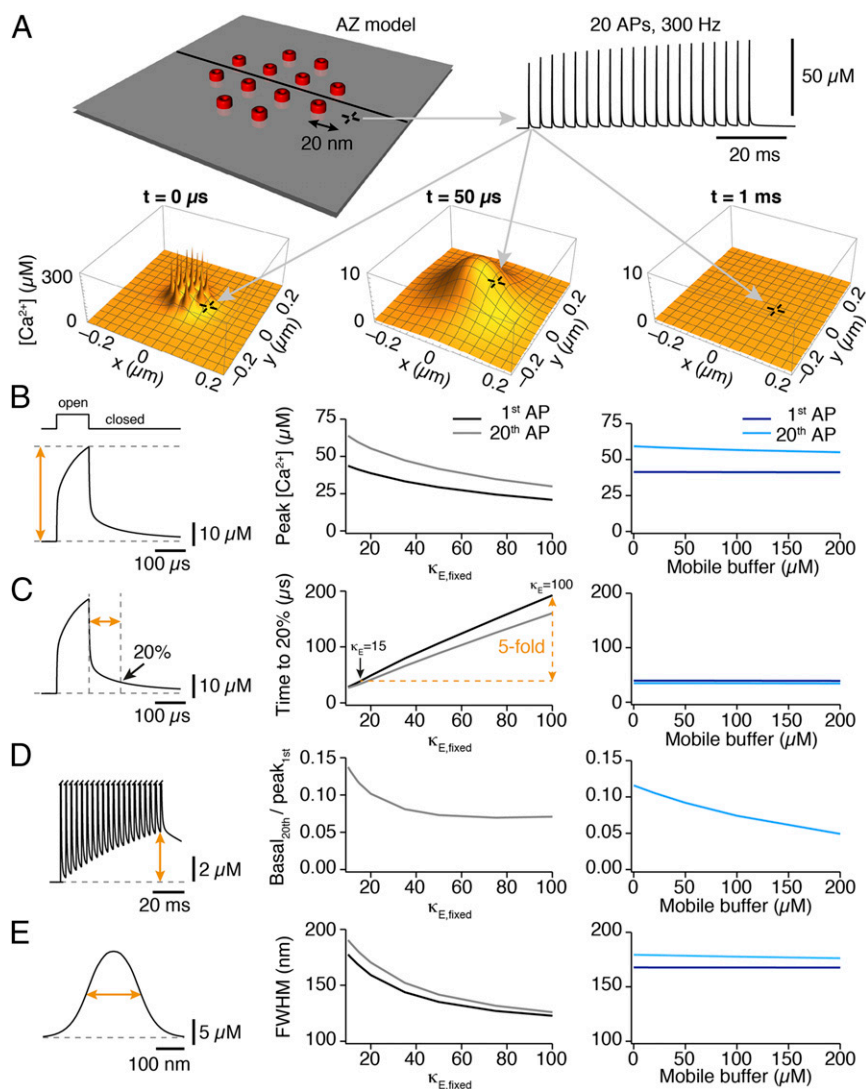 A
AZ model
20 APs, 300 Hz
50 µM
20 nm
20 ms
t = 0 µs
t = 50 µs
t = 1 ms
[Ca²⁺] (µM)
300
0
−0.2
0
0.2
x (µm)
−0.2
0
0.2
y (µm)
10
0
−0.2
0
0.2
x (µm)
−0.2
0
0.2
y (µm)
10
0
−0.2
0
0.2
x (µm)
−0.2
0
0.2
y (µm)
B
open
closed
10 µM
100 µs
Peak [Ca²⁺] (µM)
75
50
25
0
1ˢᵗ AP
20ᵗʰ AP
20 40 60 80 100
κE,fixed
75
50
25
0
1ˢᵗ AP
20ᵗʰ AP
0 50 100 150 200
Mobile buffer (µM)
C
20%
10 µM
100 µs
Time to 20% (µs)
200
100
0
κE=15
κE=100
5-fold
20 40 60 80 100
κE,fixed
200
100
0
0 50 100 150 200
Mobile buffer (µM)
D
2 µM
20 ms
Basal20th / peak1st
0.15
0.10
0.05
0.00
20 40 60 80 100
κE,fixed
0.15
0.10
0.05
0.00
0 50 100 150 200
Mobile buffer (µM)
E
5 µM
100 nm
FWHM (nm)
200
150
100
20 40 60 80 100
κE,fixed
200
150
100
0 50 100 150 200
Mobile buffer (µM)